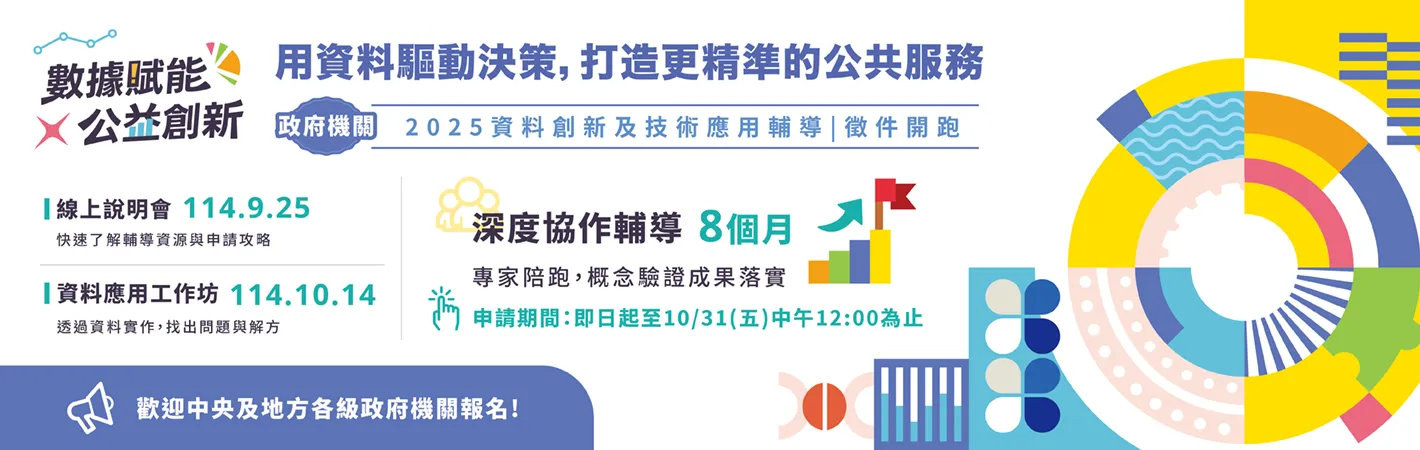 數據賦能
公益創新
用資料驅動決策，打造更精準的公共服務
政府機關
2025資料創新及技術應用輔導|徵件開跑
線上說明會 114.9.25
快速了解輔導資源與申請攻略
資料應用工作坊 114.10.14
透過資料實作，找出問題與解方
深度協作輔導 8個月
專家陪跑，概念驗證成果落實
申請期間：即日起至10/31(五)中午12:00為止
歡迎中央及地方各級政府機關報名！